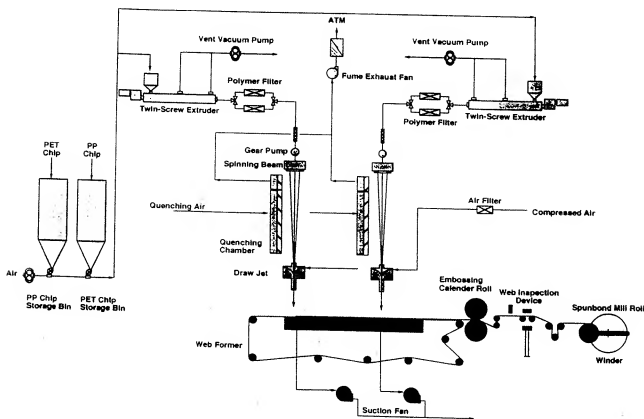 ATM
Vent Vacuum Pump
Vent Vacuum Pump
Polymer Filter
Fume Exhaust Fan
Twin-Screw Extruder
Polymer Filter
Twin-Screw Extruder
PET
Chip
PP
Chip
Gear Pump
Spinning Beam
Quenching Air
Air Filter
Compressed Air
Quenching
Chamber
Draw Jet
Air
PP Chip
Storage Bin
PET Chip
Storage Bin
Embossing
Calender Roll
Web Inspection
Device
Spunbond Mill Roll
Winder
Web Former
Suction Fan